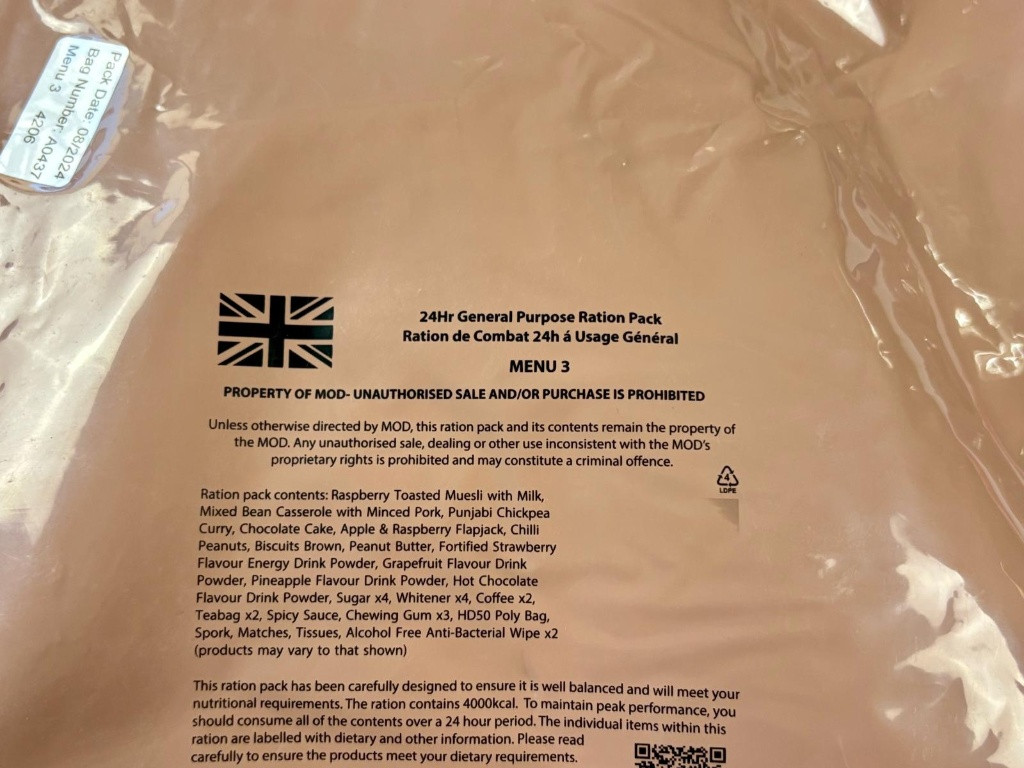 Pack Date: 08/2024
Bag Number: A0437
Menu 3 4206
24Hr General Purpose Ration Pack
Ration de Combat 24h á Usage Général
MENU 3
PROPERTY OF MOD- UNAUTHORISED SALE AND/OR PURCHASE IS PROHIBITED
Unless otherwise directed by MOD, this ration pack and its contents remain the property of
the MOD. Any unauthorised sale, dealing or other use inconsistent with the MOD's
proprietary rights is prohibited and may constitute a criminal offence.
4
LDPE
Ration pack contents: Raspberry Toasted Muesli with Milk,
Mixed Bean Casserole with Minced Pork, Punjabi Chickpea
Curry, Chocolate Cake, Apple & Raspberry Flapjack, Chilli
Peanuts, Biscuits Brown, Peanut Butter, Fortified Strawberry
Flavour Energy Drink Powder, Grapefruit Flavour Drink
Powder, Pineapple Flavour Drink Powder, Hot Chocolate
Flavour Drink Powder, Sugar x4, Whitener x4, Coffee x2,
Teabag x2, Spicy Sauce, Chewing Gum x3, HD50 Poly Bag,
Spork, Matches, Tissues, Alcohol Free Anti-Bacterial Wipe x2
(products may vary to that shown)
This ration pack has been carefully designed to ensure it is well balanced and will meet your
nutritional requirements. The ration contains 4000kcal. To maintain peak performance, you
should consume all of the contents over a 24 hour period. The individual items within this
ration are labelled with dietary and other information. Please read
carefully to ensure the products meet your dietary requirements.